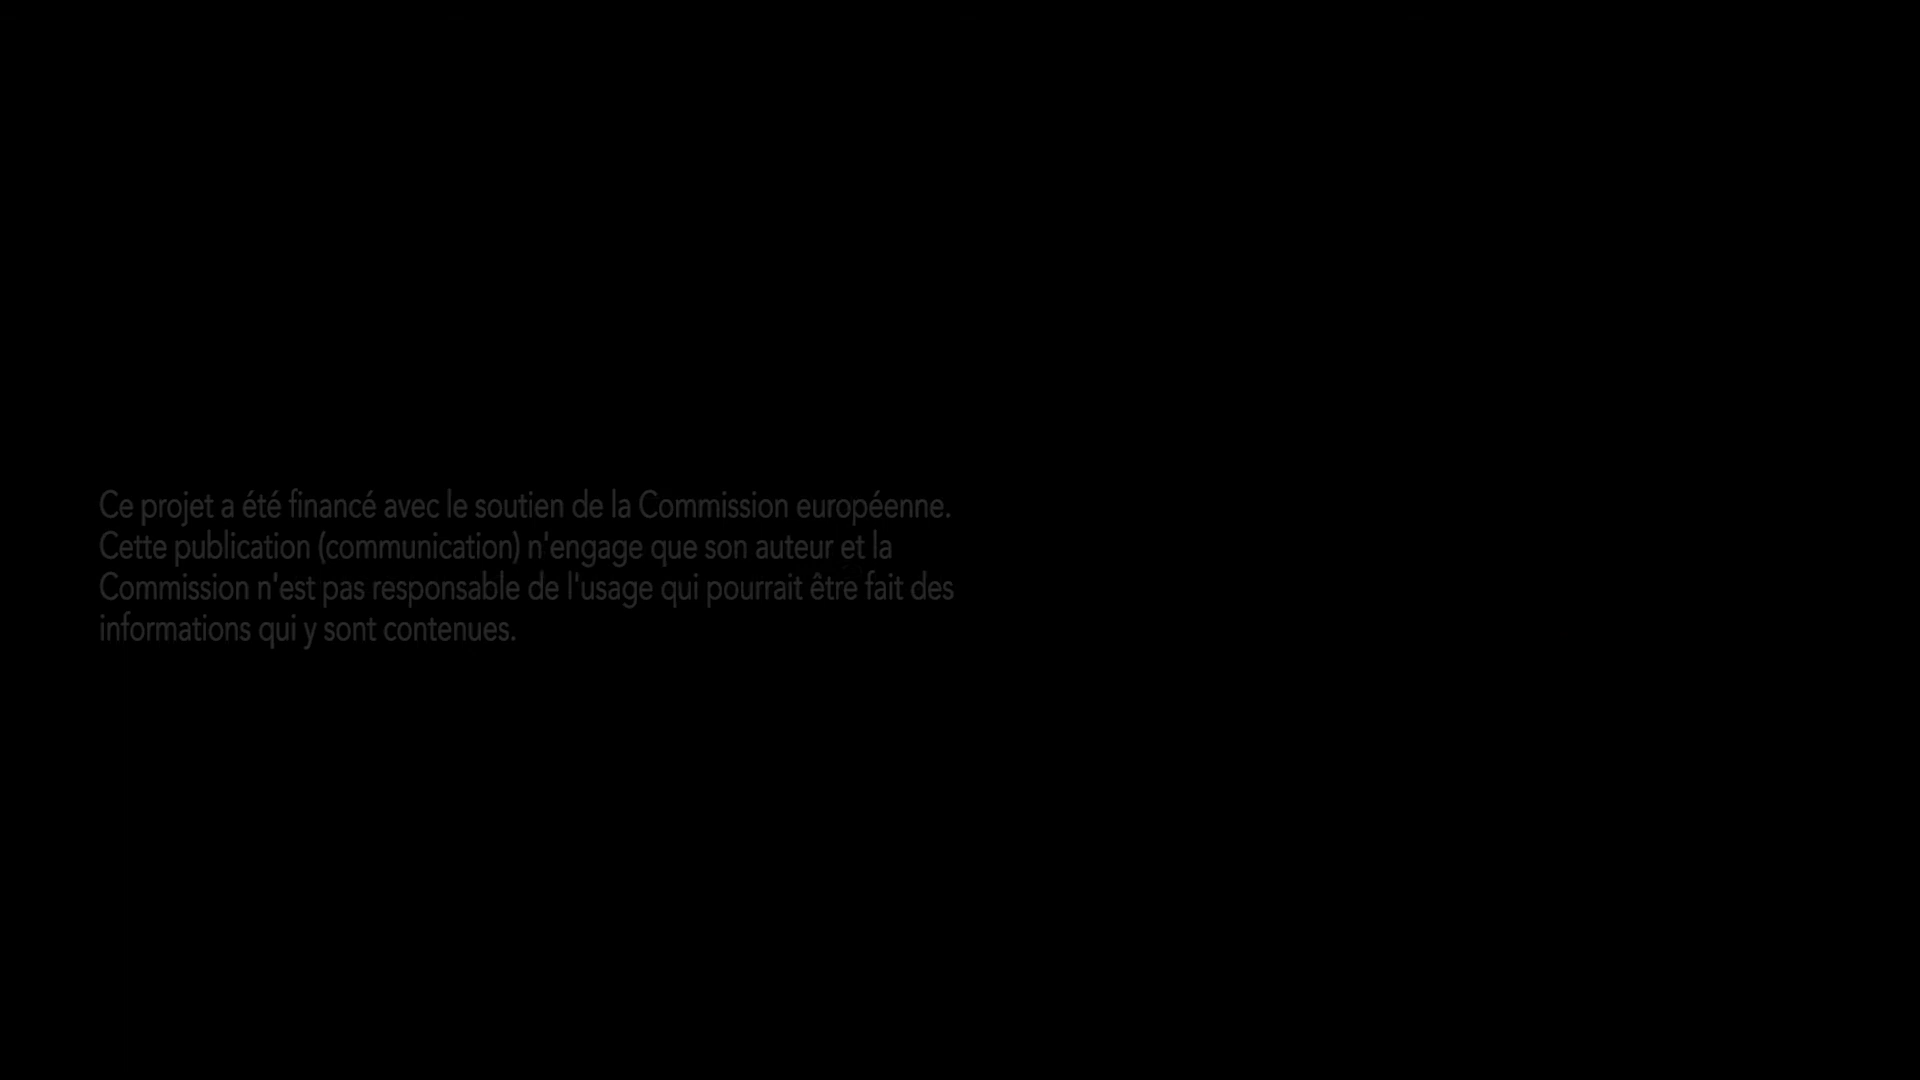 Ce projet a été financé avec le soutien de la Commission européenne.
Cette publication (communication) n'engage que son auteur et la
Commission n'est pas responsable de l'usage qui pourrait être fait des
informations qui y sont contenues.